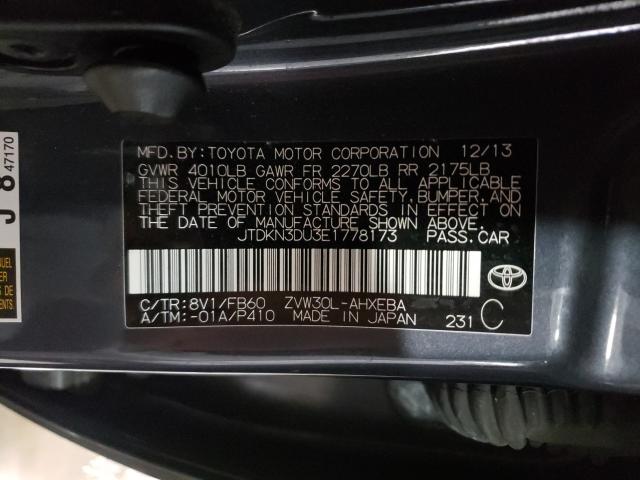 MFD.BY:TOYOTA MOTOR CORPORATION 12/13
GVWR 4010LB GAWR FR 2270LB RR 2175LB
THIS VEHICLE CONFORMS TO ALL APPLICABLE
FEDERAL MOTOR VEHICLE SAFETY,BUMPER,AND
THEFT PREVENTION STANDARDS IN EFFECT ON
THE DATE OF MANUFACTURE SHOWN ABOVE.
JTDKN3DU3E1778173 PASS.CAR
C/TR:8V1/FB60 ZVW30L-AHXEBA
A/TM:-01A/P410 MADE IN JAPAN 231 C
J 8
47170